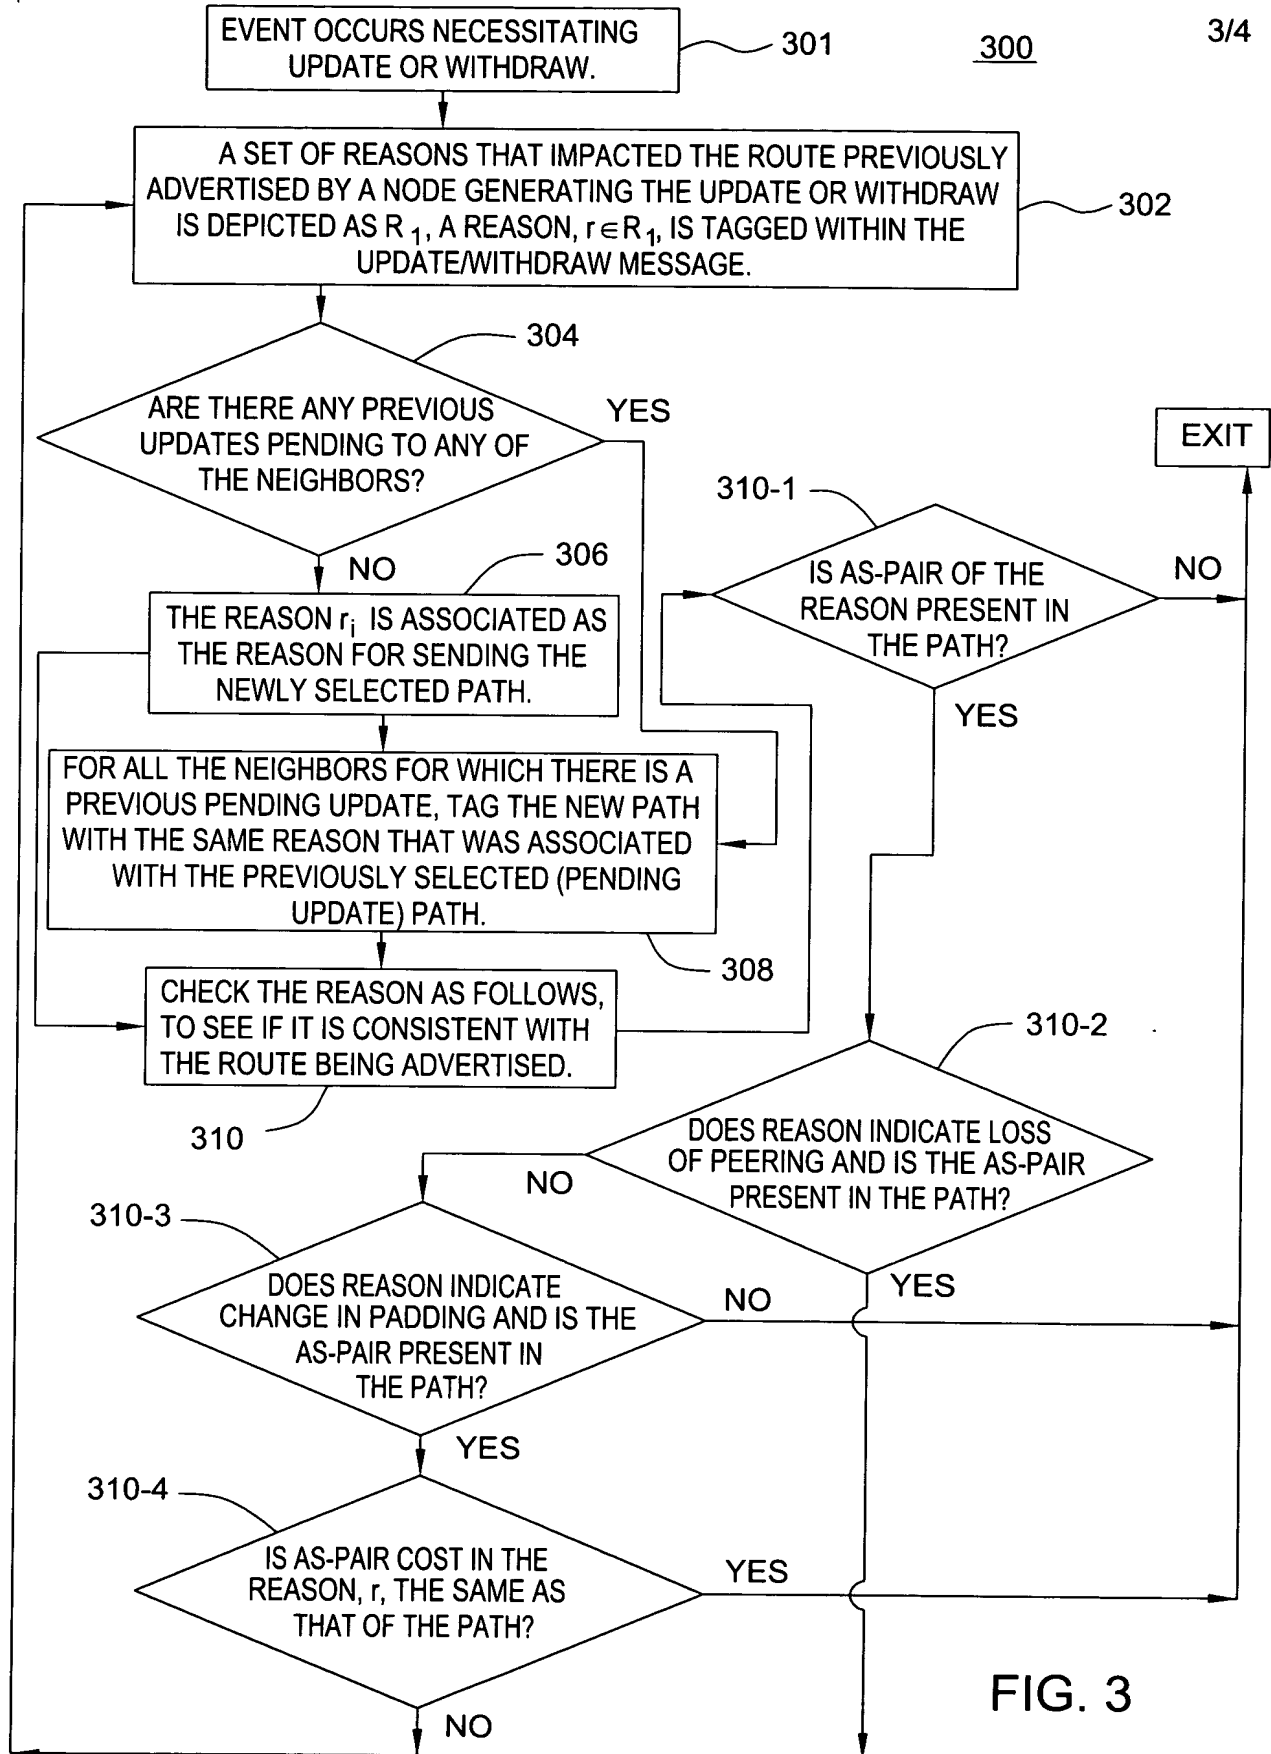 3/4
300
EVENT OCCURS NECESSITATING
UPDATE OR WITHDRAW.
301
A SET OF REASONS THAT IMPACTED THE ROUTE PREVIOUSLY
ADVERTISED BY A NODE GENERATING THE UPDATE OR WITHDRAW
IS DEPICTED AS R1, A REASON, r∈R1, IS TAGGED WITHIN THE
UPDATE/WITHDRAW MESSAGE.
302
304
ARE THERE ANY PREVIOUS
UPDATES PENDING TO ANY OF
THE NEIGHBORS?
YES
NO
306
THE REASON ri IS ASSOCIATED AS
THE REASON FOR SENDING THE
NEWLY SELECTED PATH.
FOR ALL THE NEIGHBORS FOR WHICH THERE IS A
PREVIOUS PENDING UPDATE, TAG THE NEW PATH
WITH THE SAME REASON THAT WAS ASSOCIATED
WITH THE PREVIOUSLY SELECTED (PENDING
UPDATE) PATH.
308
CHECK THE REASON AS FOLLOWS,
TO SEE IF IT IS CONSISTENT WITH
THE ROUTE BEING ADVERTISED.
310
EXIT
310-1
IS AS-PAIR OF THE
REASON PRESENT IN
THE PATH?
NO
YES
310-2
DOES REASON INDICATE LOSS
OF PEERING AND IS THE AS-PAIR
PRESENT IN THE PATH?
NO
YES
310-3
DOES REASON INDICATE
CHANGE IN PADDING AND IS THE
AS-PAIR PRESENT IN
THE PATH?
NO
YES
310-4
IS AS-PAIR COST IN THE
REASON, r, THE SAME AS
THAT OF THE PATH?
YES
NO
FIG. 3